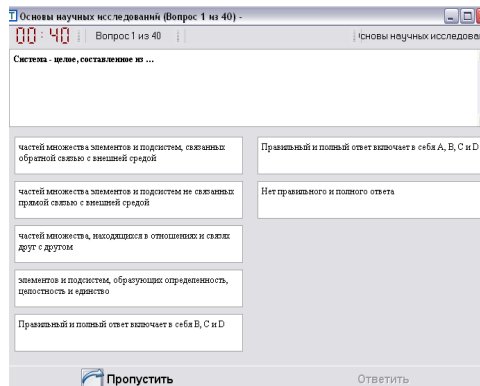 Основы научных исследований (Вопрос 1 из 40) -
00:40 Вопрос 1 из 40 сновы научных исследова
Система - целое, составленное из ...
частей множества элементов и подсистем, связанных
обратной связью с внешней средой
Правильный и полный ответ включает в себя A, B, C и D
частей множества элементов и подсистем не связанных
прямой связью с внешней средой
Нет правильного и полного ответа
частей множества, находящихся в отношениях и связях
друг с другом
элементов и подсистем, образующих определенность,
целостность и единство
Правильный и полный ответ включает в себя B, C и D
Пропустить Ответить